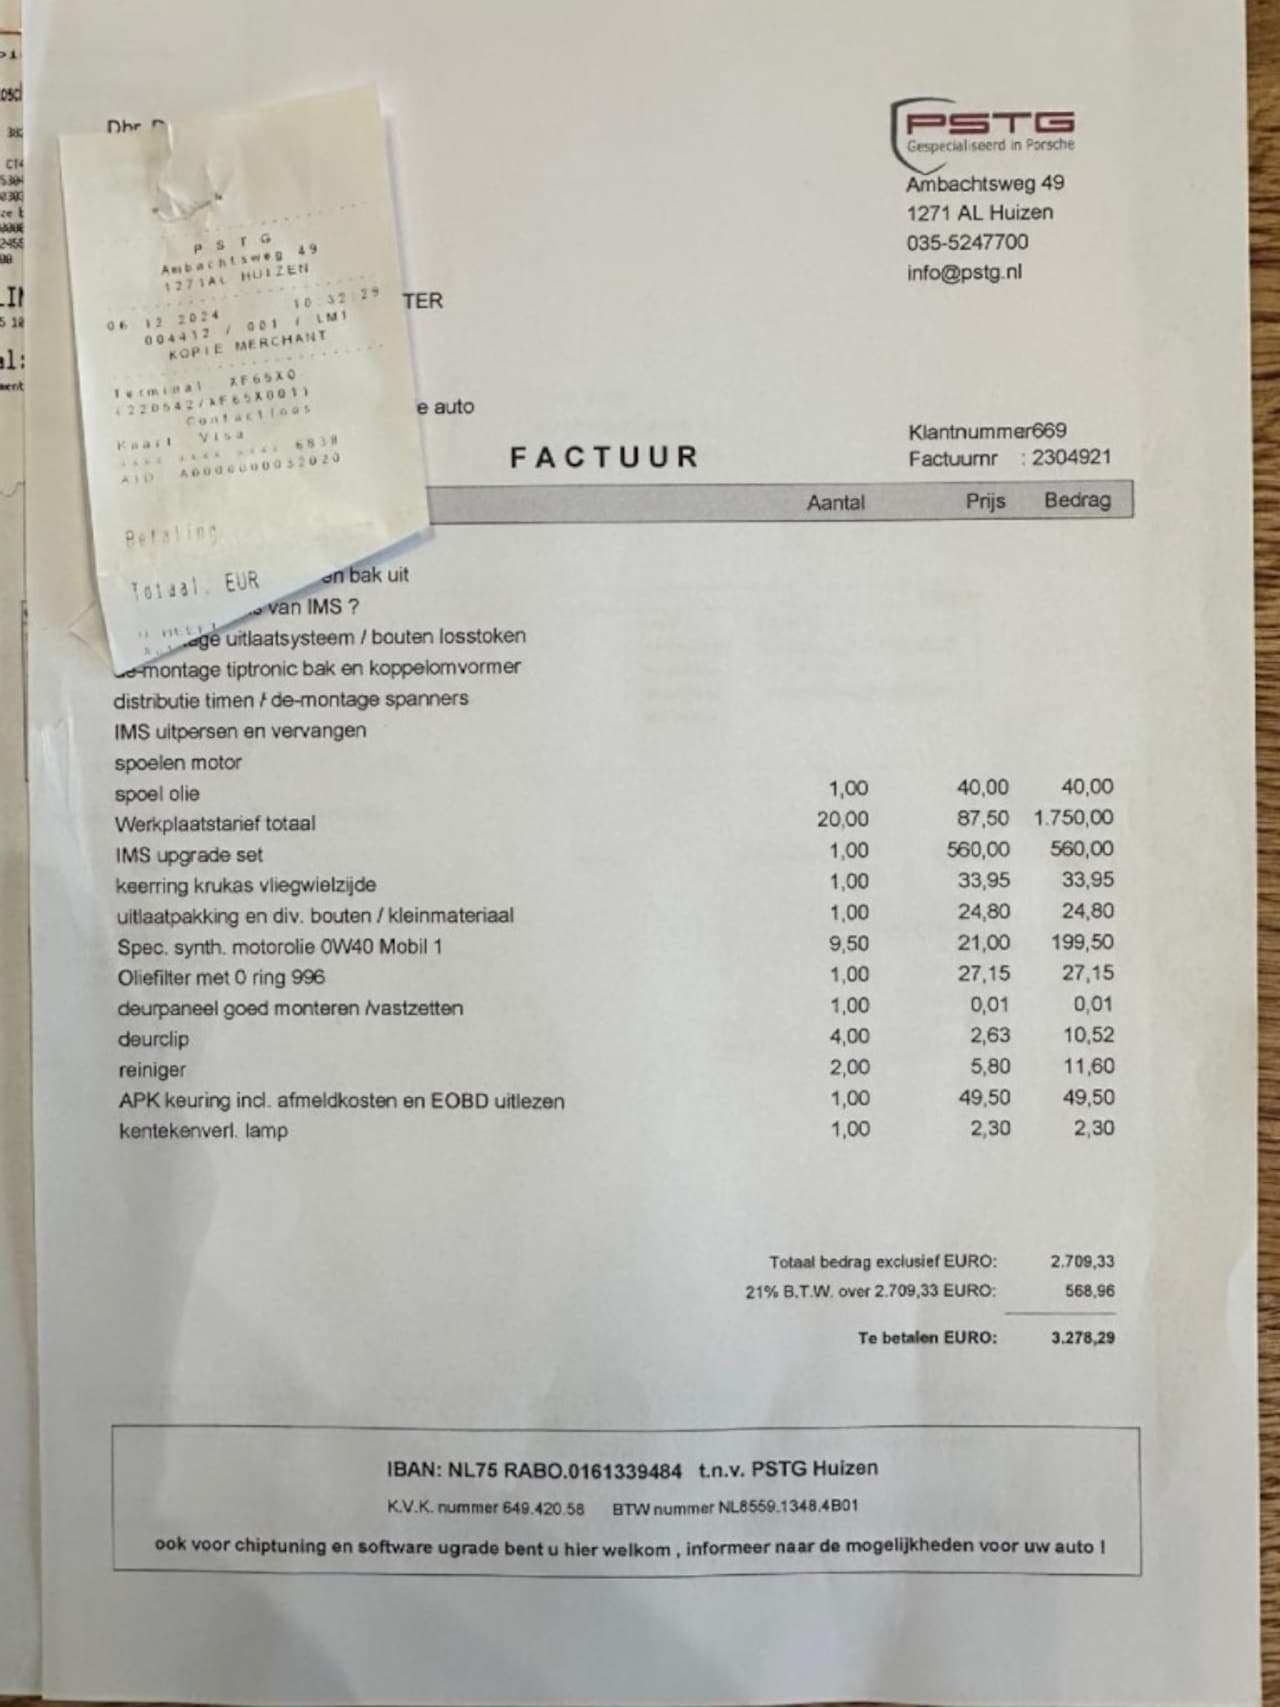 Dhr
PSTG
Gespecialiseerd in Porsche
Ambachtsweg 49
1271 AL Huizen
035-5247700
info@pstg.nl
P S T G
Ambachtsweg 49
1271AL HUIZEN
06 12 2024 10:32:29
004412 / 001 / LM1
KOPIE MERCHANT
Terminal XF65XQ
(220542/XF65X001)
Contactloos
Kaart Visa
6838
AID A0000000032020
Betaling
Totaal. EUR
TER
e auto
FACTUUR
Klantnummer669
Factuurnr : 2304921
Aantal Prijs Bedrag
en bak uit
van IMS ?
uitlaatsysteem / bouten losstoken
de-montage tiptronic bak en koppelomvormer
distributie timen / de-montage spanners
IMS uitpersen en vervangen
spoelen motor
spoel olie 1,00 40,00 40,00
Werkplaatstarief totaal 20,00 87,50 1.750,00
IMS upgrade set 1,00 560,00 560,00
keerring krukas vliegwielzijde 1,00 33,95 33,95
uitlaatpakking en div. bouten / kleinmateriaal 1,00 24,80 24,80
Spec. synth. motorolie 0W40 Mobil 1 9,50 21,00 199,50
Oliefilter met O ring 996 1,00 27,15 27,15
deurpaneel goed monteren /vastzetten 1,00 0,01 0,01
deurclip 4,00 2,63 10,52
reiniger 2,00 5,80 11,60
APK keuring incl. afmeldkosten en EOBD uitlezen 1,00 49,50 49,50
kentekenverl. lamp 1,00 2,30 2,30
Totaal bedrag exclusief EURO: 2.709,33
21% B.T.W. over 2.709,33 EURO: 568,96
Te betalen EURO: 3.278,29
IBAN: NL75 RABO.0161339484 t.n.v. PSTG Huizen
K.V.K. nummer 649.420.58 BTW nummer NL8559.1348.4B01
ook voor chiptuning en software ugrade bent u hier welkom , informeer naar de mogelijkheden voor uw auto !